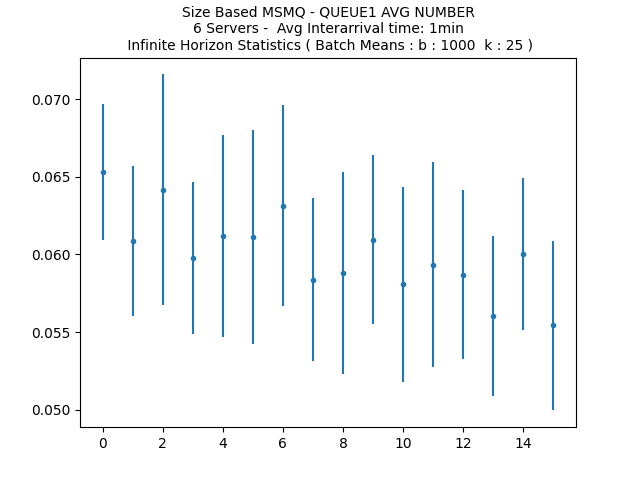 Size Based MSMQ - QUEUE1 AVG NUMBER
6 Servers -  Avg Interarrival time: 1min
Infinite Horizon Statistics ( Batch Means : b : 1000  k : 25 )
0.070
0.065
0.060
0.055
0.050
0 2 4 6 8 10 12 14